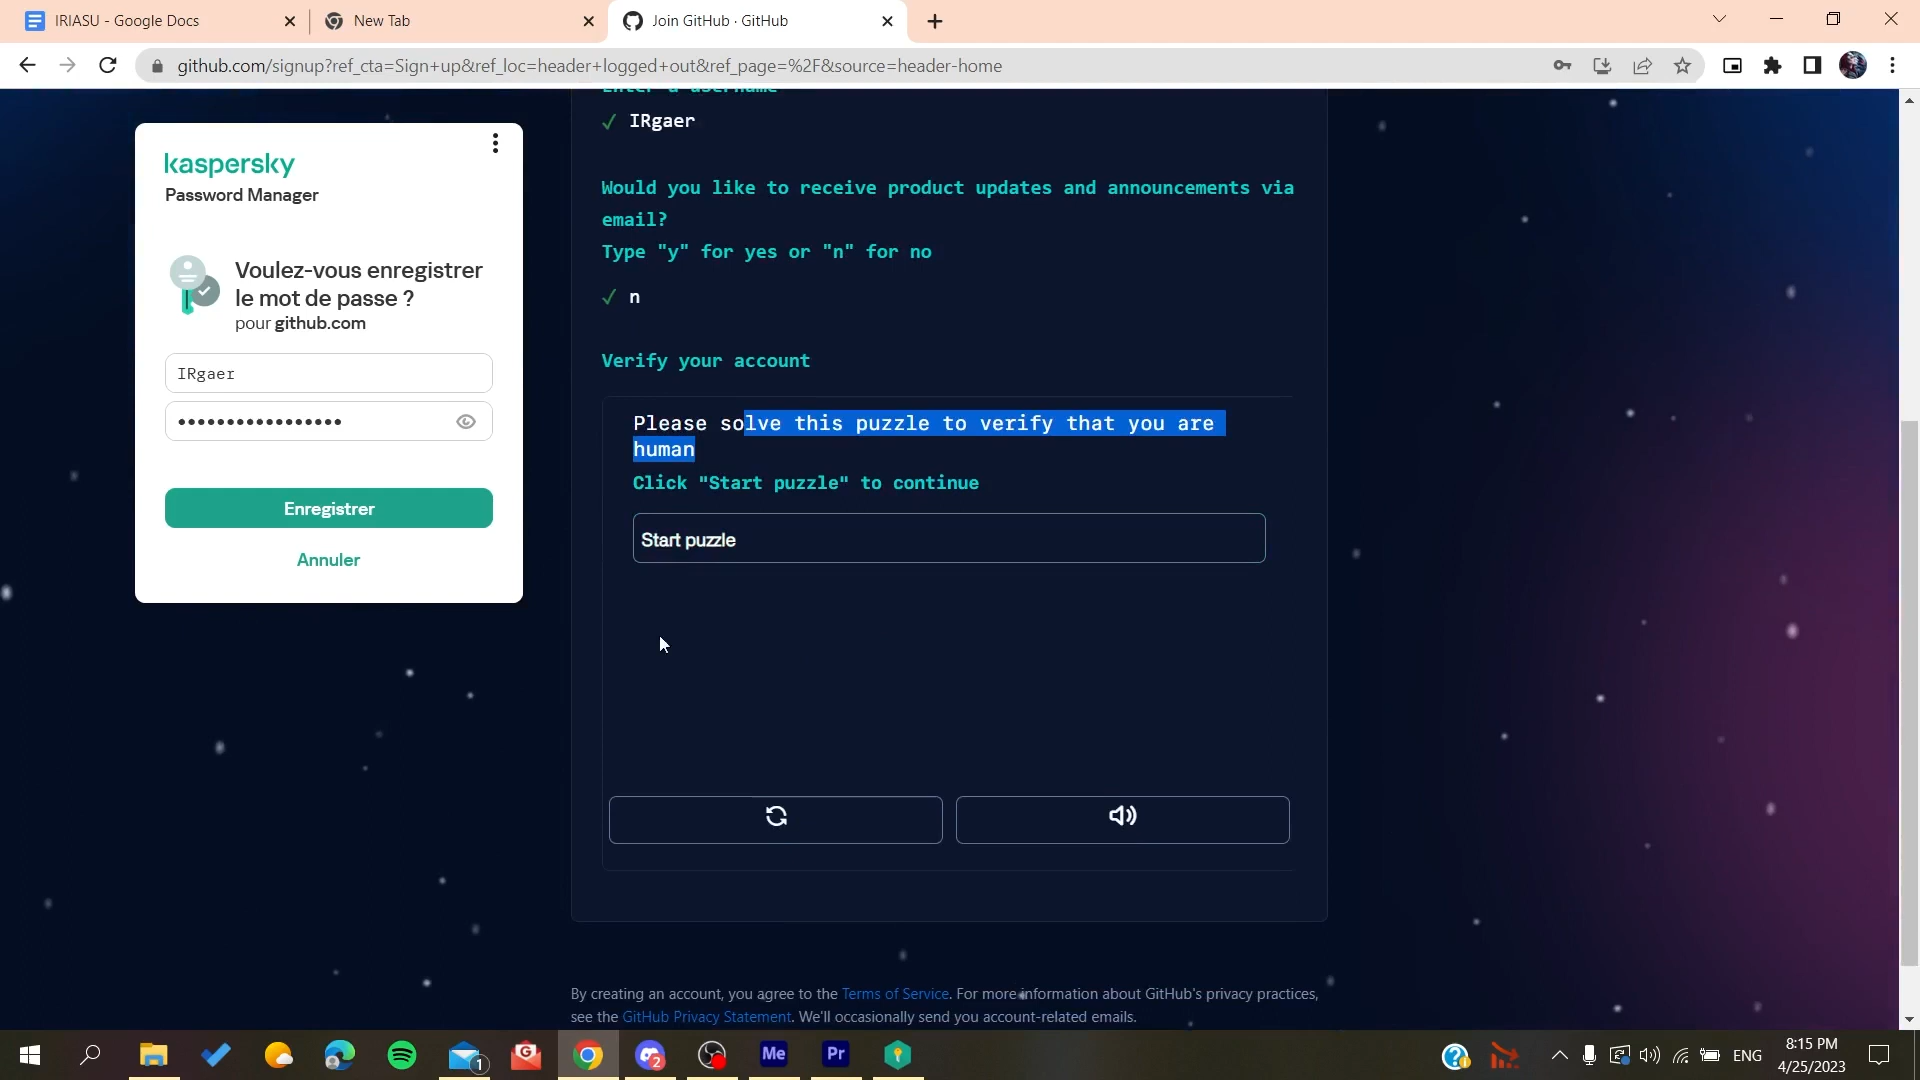 IRIASU - Google Docs
New Tab
Join GitHub · GitHub
github.com/signup?ref_cta=Sign+up&ref_loc=header+logged+out&ref_page=%2F&source=header-home
Enter a username
✓ IRgaer
Would you like to receive product updates and announcements via
email?
Type "y" for yes or "n" for no
✓ n
Verify your account
Please solve this puzzle to verify that you are
human
Click "Start puzzle" to continue
Start puzzle
kaspersky
Password Manager
Voulez-vous enregistrer
le mot de passe ?
pour github.com
IRgaer
•••••••••••••••••
Enregistrer
Annuler
By creating an account, you agree to the Terms of Service. For more information about GitHub's privacy practices,
see the GitHub Privacy Statement. We'll occasionally send you account-related emails.
1
2
Me
Pr
ENG
8:15 PM
4/25/2023